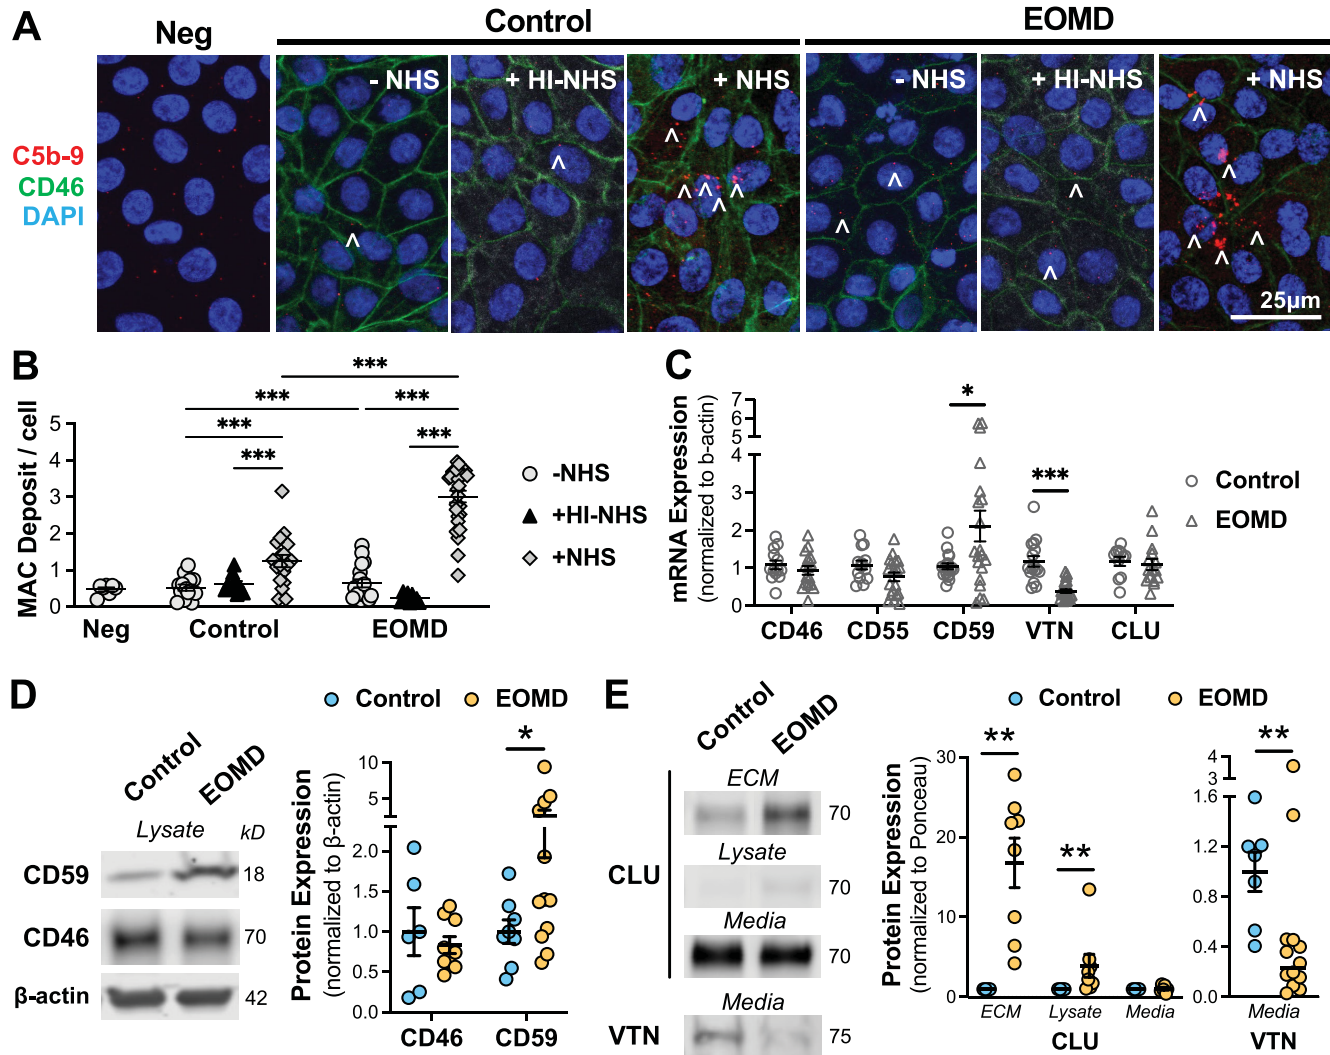 A
Neg
Control
EOMD
C5b-9
CD46
DAPI
- NHS
+ HI-NHS
+ NHS
- NHS
+ HI-NHS
+ NHS
^
^
^
^ ^ ^
^
^
^
^
^
^
^
^ ^
^
25µm
B
MAC Deposit / cell
5
4
3
2
1
0
***
***
***
***
***
***
Neg
Control
EOMD
-NHS
+HI-NHS
+NHS
C
mRNA Expression
(normalized to b-actin)
7
6
5
4
3
2
1
0
*
***
CD46
CD55
CD59
VTN
CLU
Control
EOMD
D
Control
EOMD
Lysate
kD
CD59
18
CD46
70
β-actin
42
Control
EOMD
Protein Expression
(normalized to β-actin)
10
5
2.0
1.5
1.0
0.5
0.0
*
CD46
CD59
E
Control
EOMD
CLU
ECM
70
Lysate
70
Media
70
Media
VTN
75
Control
EOMD
Protein Expression
(normalized to Ponceau)
30
20
10
0
**
**
ECM
Lysate
Media
CLU
4
3
1.6
1.2
0.8
0.4
0.0
**
Media
VTN